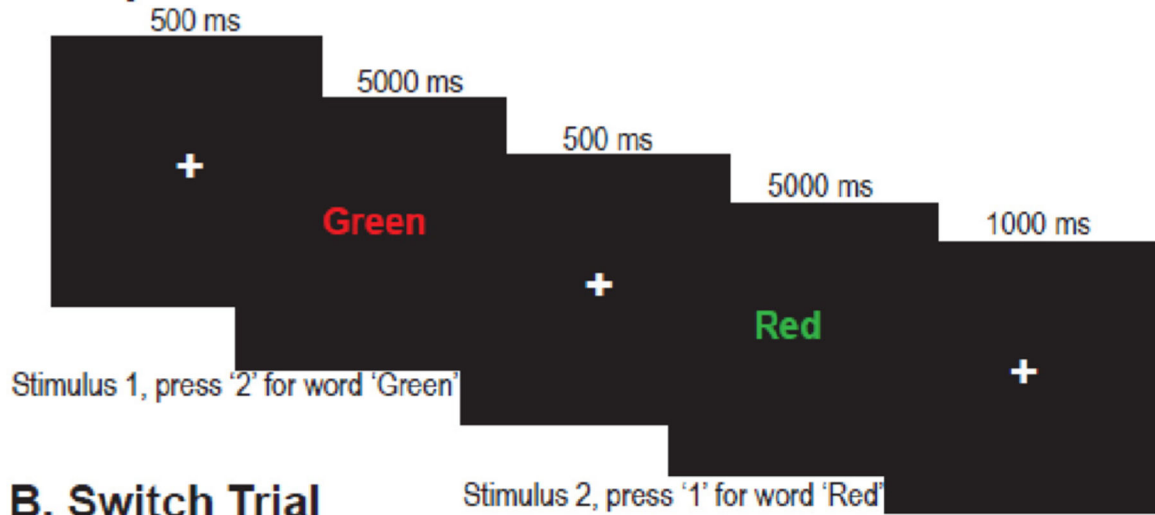 500 ms
5000 ms
500 ms
5000 ms
1000 ms
Green
Red
Stimulus 1, press ‘2’ for word ‘Green’
Stimulus 2, press ‘1’ for word ‘Red’
B. Switch Trial